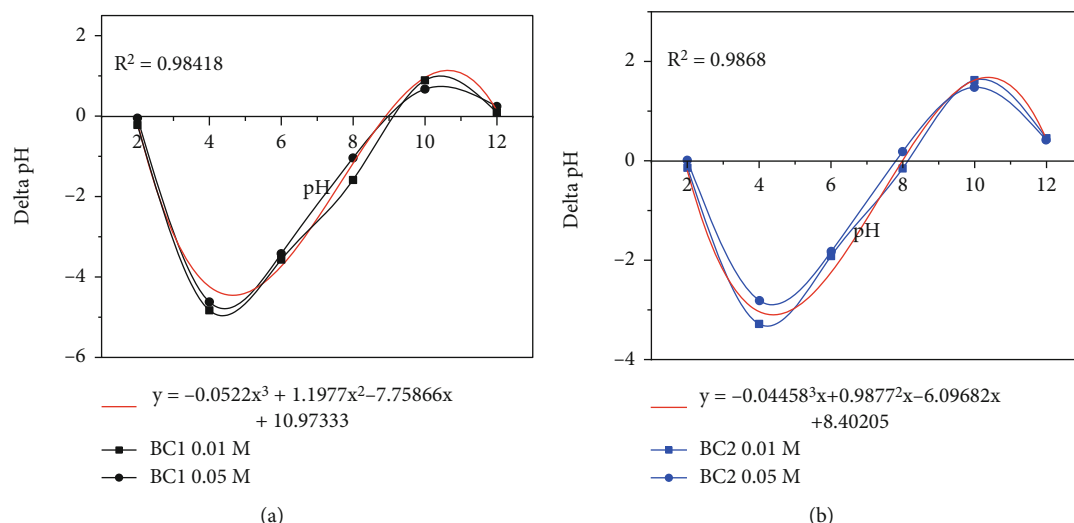 2
R² = 0.98418
0
2 4 6 8 10 12
pH
Delta pH
−2
−4
−6
y = −0.0522x³ + 1.1977x²−7.75866x
+ 10.97333
BC1 0.01 M
BC1 0.05 M
(a)
2
R² = 0.9868
0
2 4 6 8 10 12
pH
Delta pH
−2
−4
y = −0.04458³x+0.9877²x−6.09682x
+8.40205
BC2 0.01 M
BC2 0.05 M
(b)